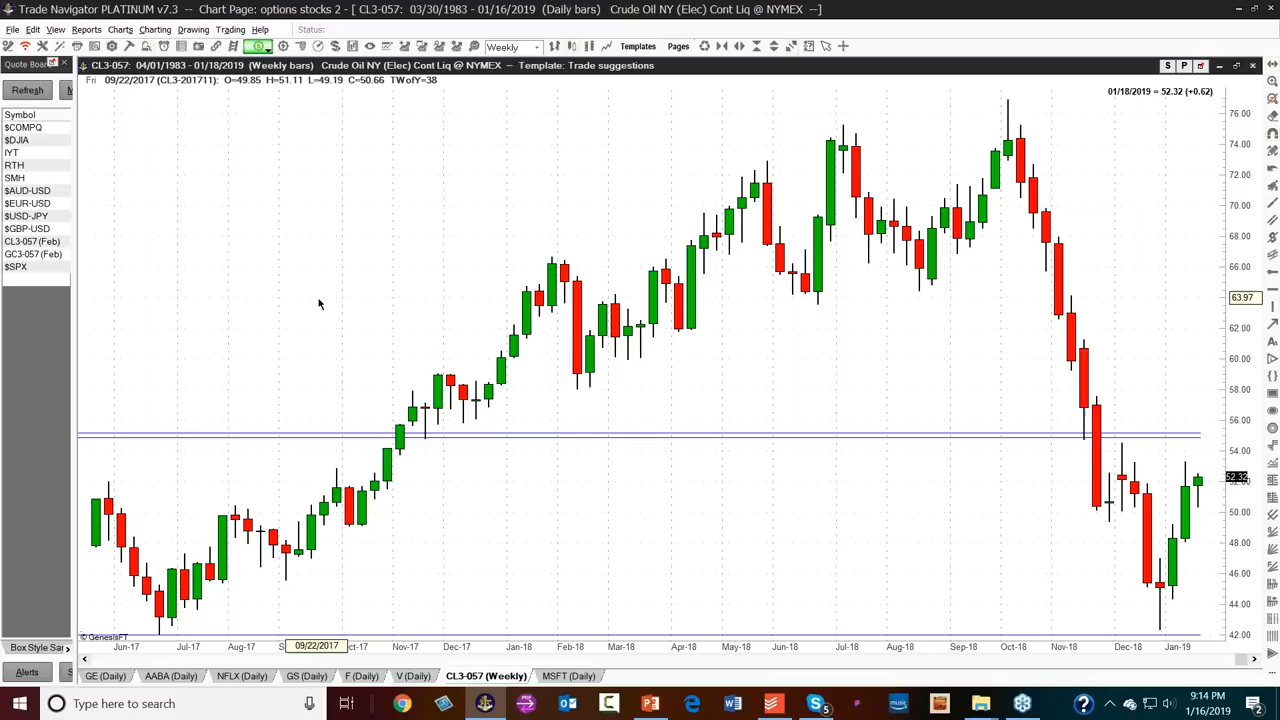 Trade Navigator PLATINUM v7.3 -- Chart Page: options stocks 2 - [ CL3-057: 03/30/1983 - 01/16/2019 (Daily bars) Crude Oil NY (Elec) Cont Liq @ NYMEX --]
File Edit View Reports Charts Charting Drawing Trading Help Status:
Weekly Templates Pages
Quote Board
CL3-057: 04/01/1983 - 01/18/2019 (Weekly bars) Crude Oil NY (Elec) Cont Liq @ NYMEX -- Template: Trade suggestions
S P
Fri 09/22/2017 (CL3-201711) O=49.85 H=51.11 L=49.19 C=50.66 TWofY=38
01/18/2019 = 52.32 (+0.62)
Refresh
Symbol
$COMPQ
$DJIA
IYT
RTH
SMH
$AUD-USD
$EUR-USD
$USD-JPY
$GBP-USD
CL3-057 (Feb)
GC3-057 (Feb)
$SPX
76.00
74.00
72.00
70.00
68.00
66.00
63.97
62.00
60.00
58.00
56.00
54.00
52.32
50.00
48.00
46.00
44.00
42.00
© GenesisFT
Jun-17 Jul-17 Aug-17 09/22/2017 Nov-17 Dec-17 Jan-18 Feb-18 Mar-18 Apr-18 May-18 Jun-18 Jul-18 Aug-18 Sep-18 Oct-18 Nov-18 Dec-18 Jan-19
Box Style
Alerts
GE (Daily) AABA (Daily) NFLX (Daily) GS (Daily) F (Daily) V (Daily) CL3-057 (Weekly) MSFT (Daily)
Type here to search
9:14 PM
1/16/2019